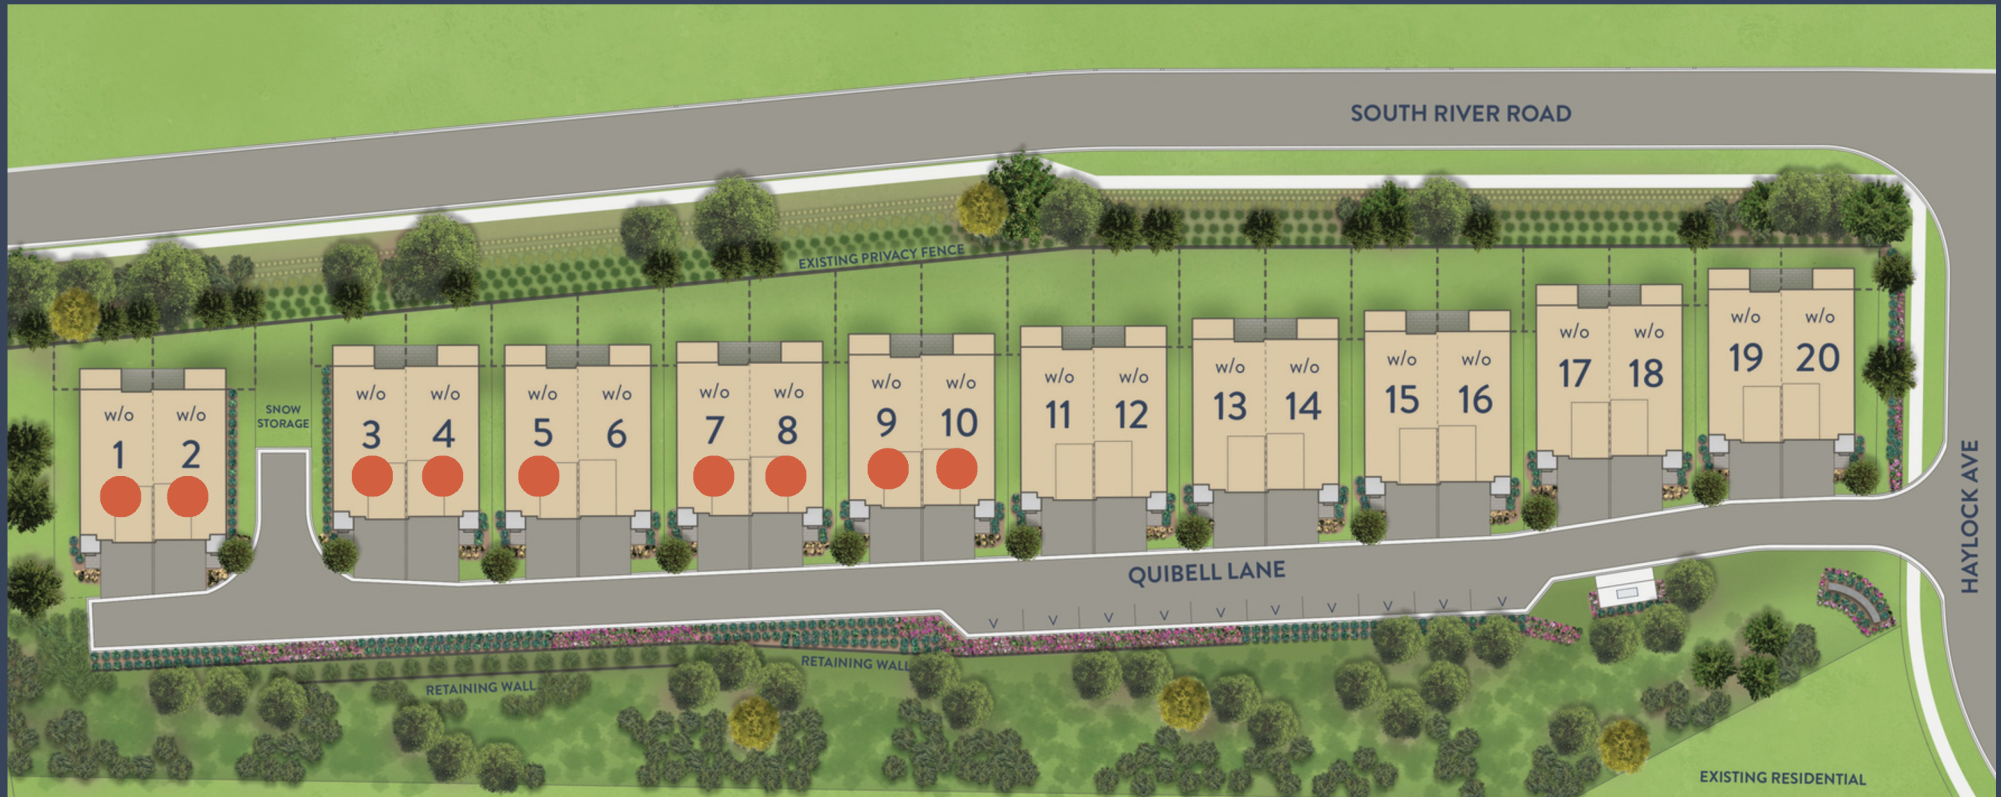 SOUTH RIVER ROAD
EXISTING PRIVACY FENCE
w/o w/o
1 2
SNOW
STORAGE
w/o w/o
3 4
w/o w/o
5 6
w/o w/o
7 8
w/o w/o
9 10
w/o w/o
11 12
w/o w/o
13 14
w/o w/o
15 16
w/o w/o
17 18
w/o w/o
19 20
HAYLOCK AVE
QUIBELL LANE
V V V V V V V V V V
RETAINING WALL
RETAINING WALL
EXISTING RESIDENTIAL